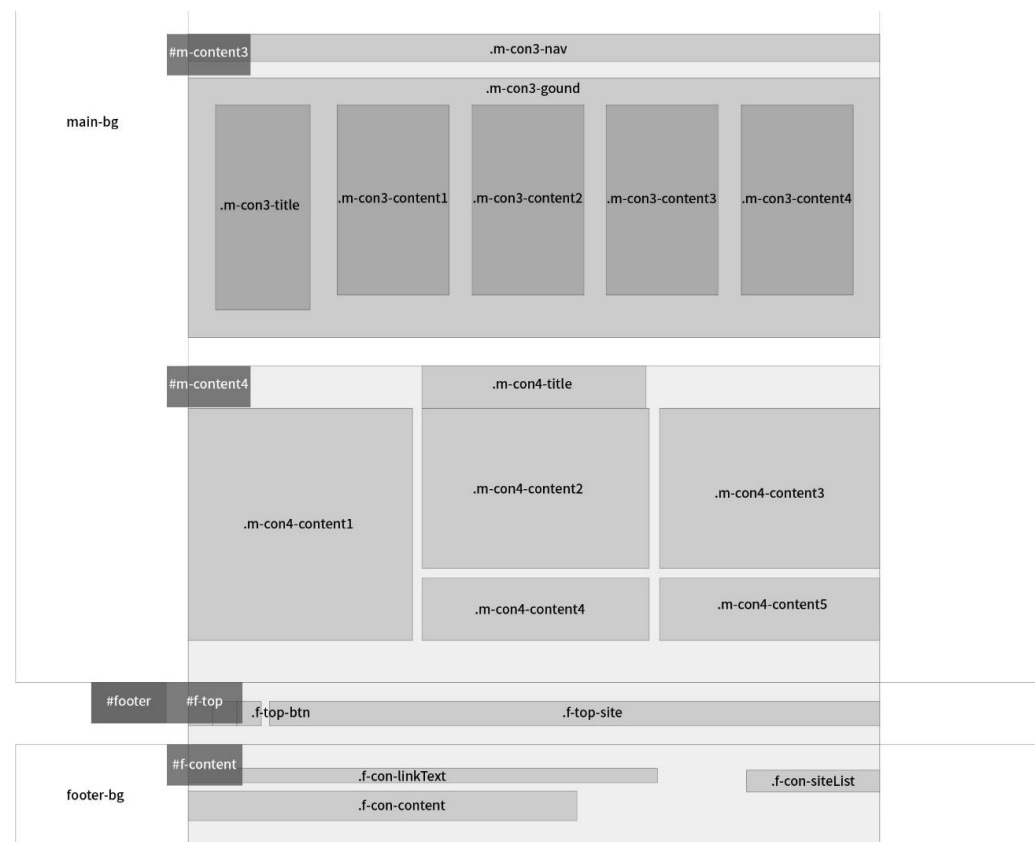 #m-content3
.m-con3-nav
.m-con3-gound
main-bg
.m-con3-title
.m-con3-content1
.m-con3-content2
.m-con3-content3
.m-con3-content4
#m-content4
.m-con4-title
.m-con4-content1
.m-con4-content2
.m-con4-content3
.m-con4-content4
.m-con4-content5
#footer
#f-top
.f-top-btn
.f-top-site
#f-content
.f-con-linkText
.f-con-siteList
footer-bg
.f-con-content